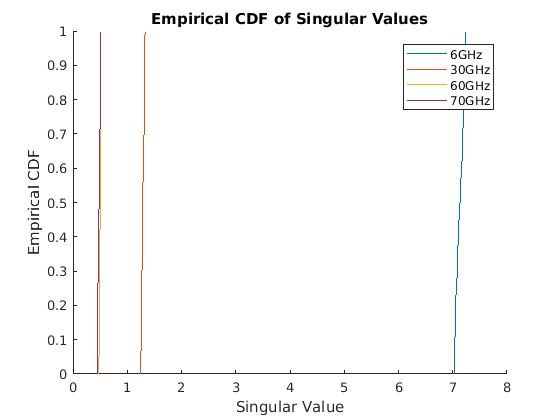 Empirical CDF of Singular Values
6GHz
30GHz
60GHz
70GHz
Empirical CDF
1
0.9
0.8
0.7
0.6
0.5
0.4
0.3
0.2
0.1
0
0 1 2 3 4 5 6 7 8
Singular Value